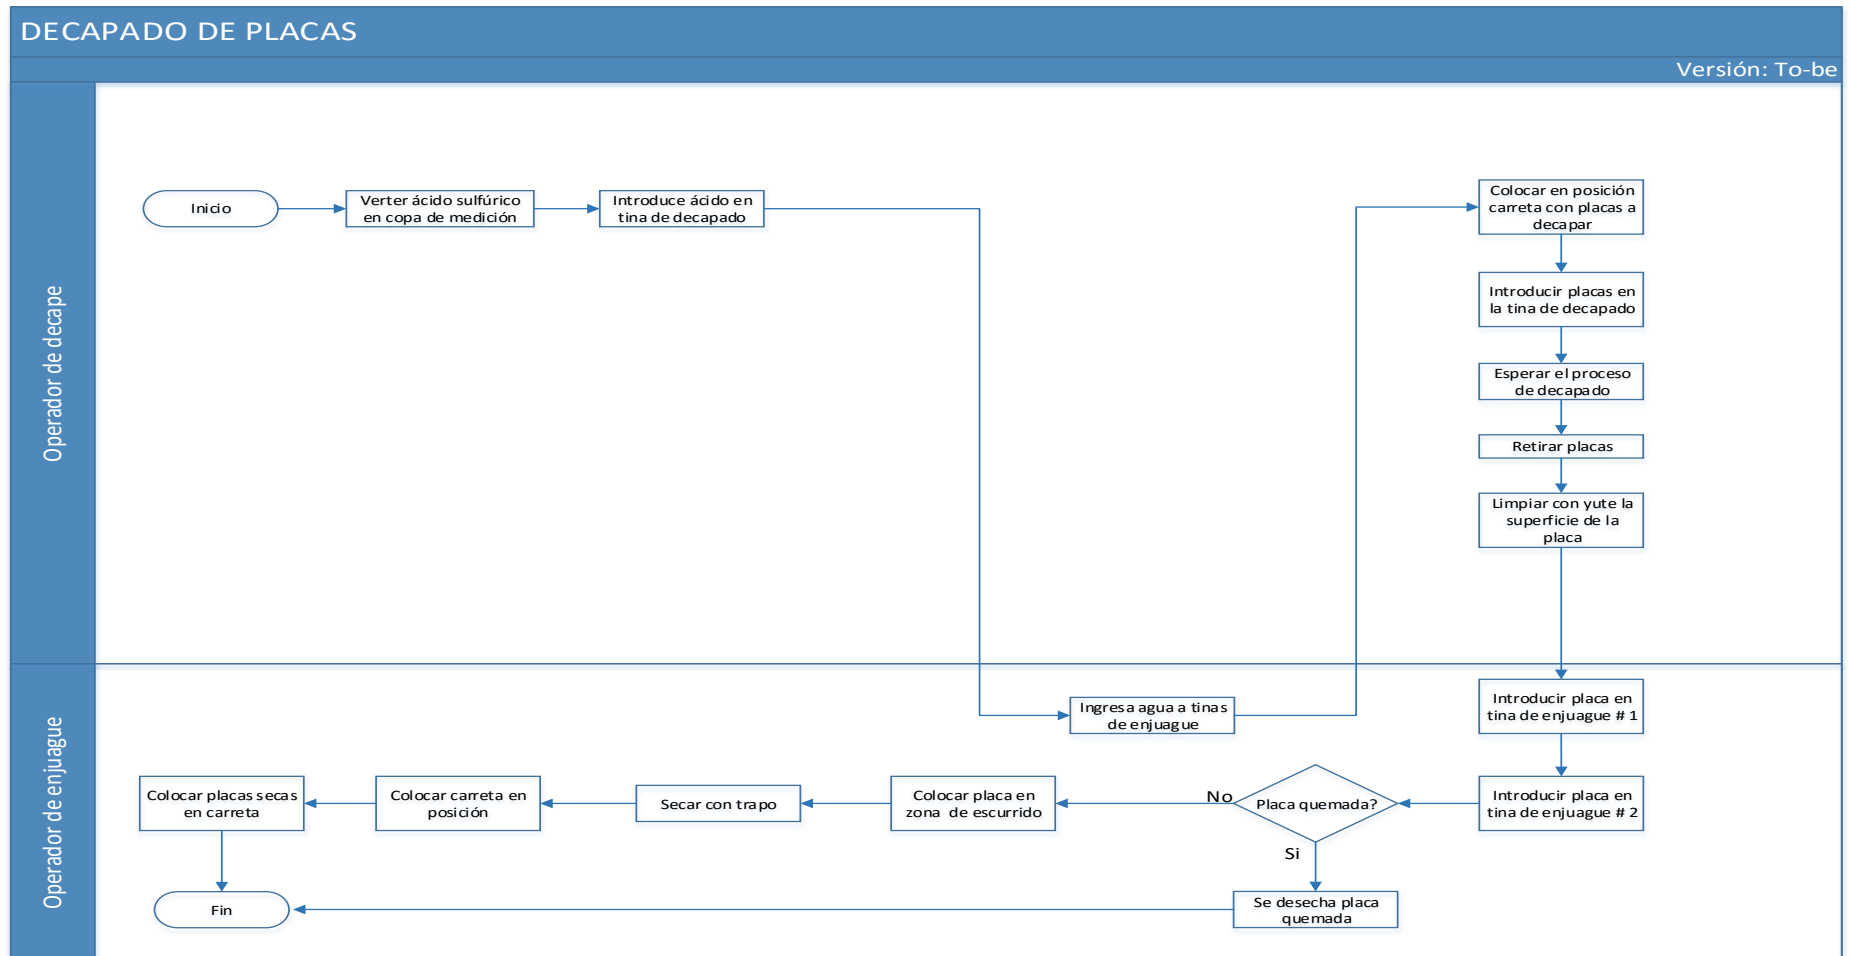 DECAPADO DE PLACAS
Versión: To-be
Operador de decape
Inicio
Verter ácido sulfúrico
en copa de medición
Introduce ácido en
tina de decapado
Colocar en posición
carreta con placas a
decapar
Introducir placas en
la tina de decapado
Esperar el proceso
de decapado
Retirar placas
Limpiar con yute la
superficie de la
placa
Operador de enjuague
Ingresa agua a tinas
de enjuague
Introducir placa en
tina de enjuague # 1
Introducir placa en
tina de enjuague # 2
Placa quemada?
No
Si
Colocar placa en
zona de escurrido
Secar con trapo
Colocar carreta en
posición
Colocar placas secas
en carreta
Se desecha placa
quemada
Fin